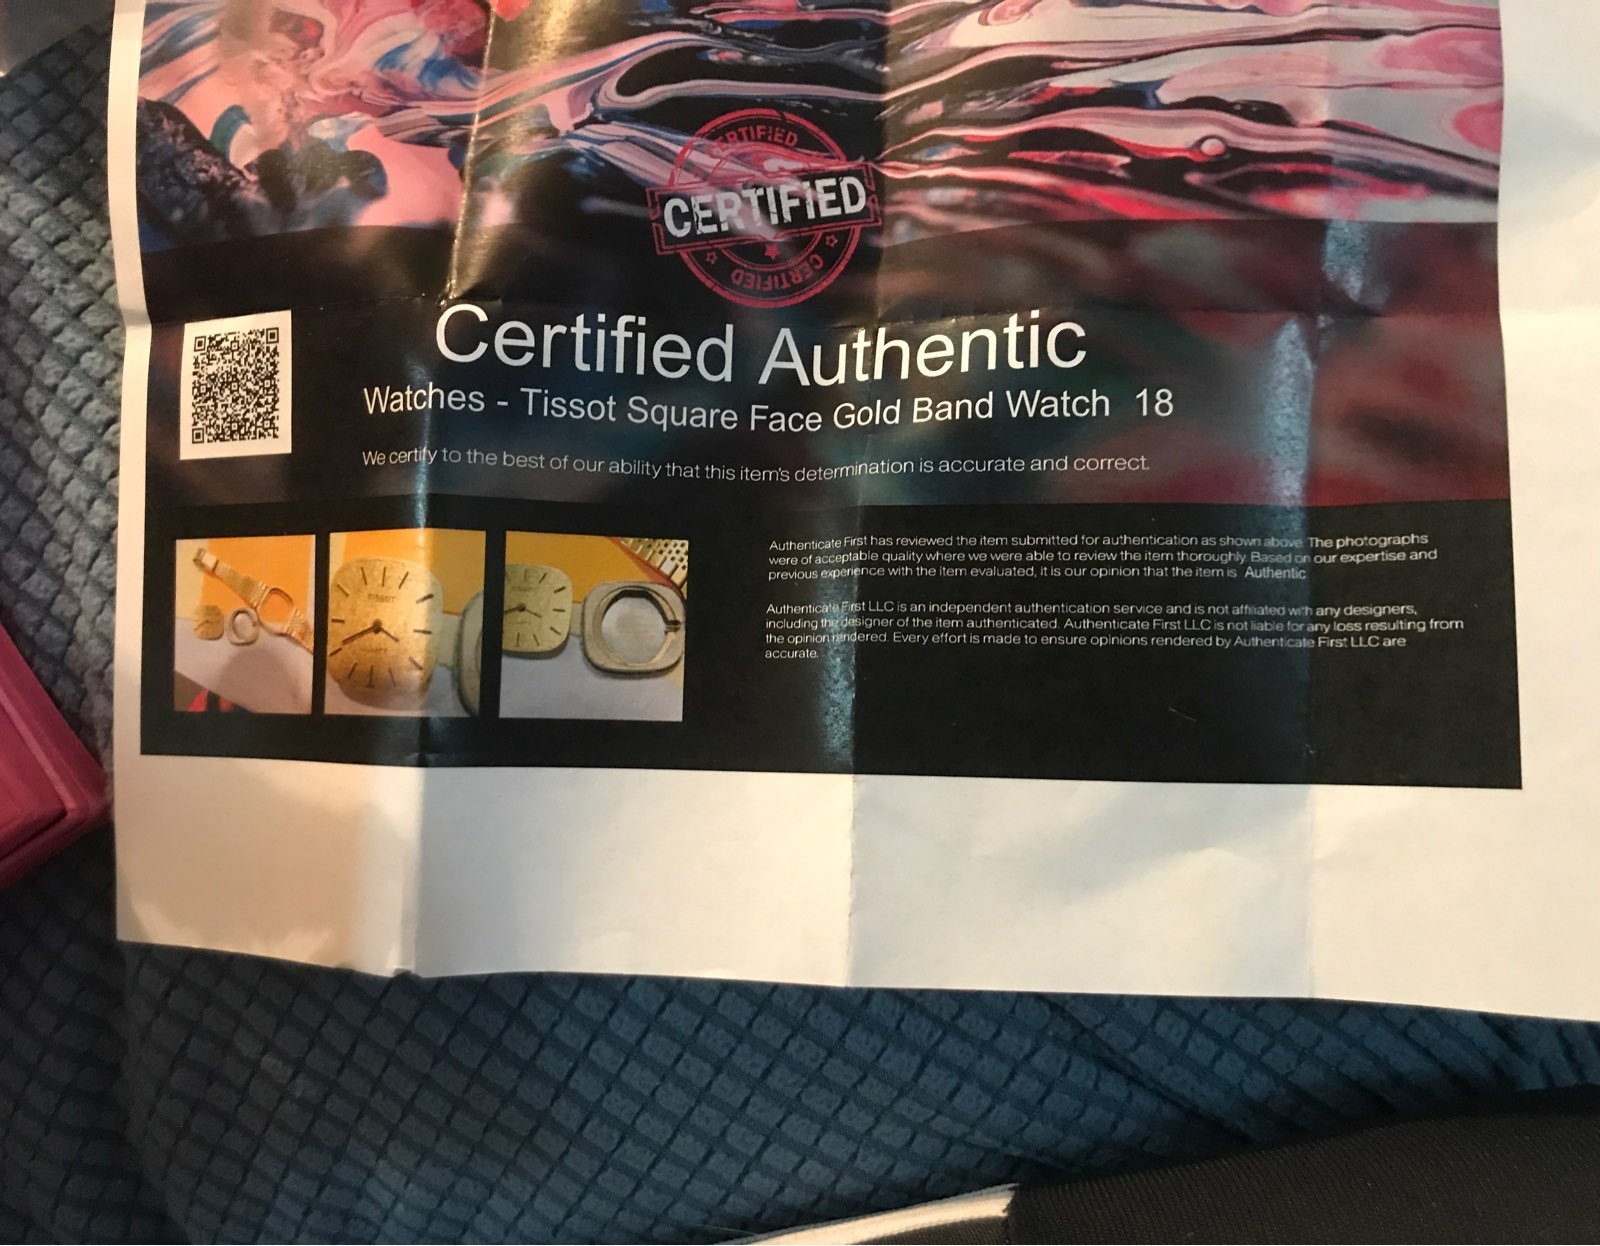 CERTIFIED
CERTIFIED
CERTIFIED
Certified Authentic
Watches - Tissot Square Face Gold Band Watch 18
We certify to the best of our ability that this item's determination is accurate and correct.
Authenticate First has reviewed the item submitted for authentication as shown above. The photographs
were of acceptable quality where we were able to review the item thoroughly. Based on our expertise and
previous experience with the item evaluated, it is our opinion that the item is Authentic
Authenticate First LLC is an independent authentication service and is not affiliated with any designers,
including the designer of the item authenticated. Authenticate First LLC is not liable for any loss resulting from
the opinion rendered. Every effort is made to ensure opinions rendered by Authenticate First LLC are
accurate.
TISSOT
QUARTZ